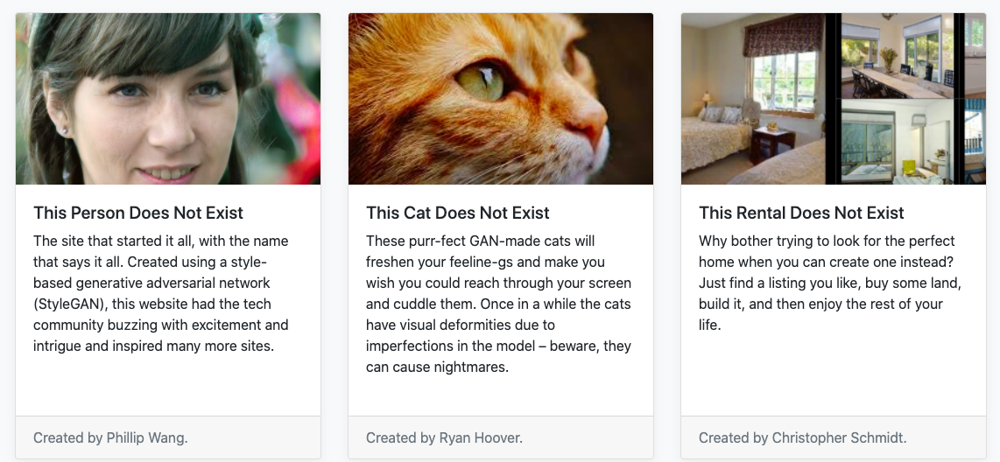 This Person Does Not Exist
The site that started it all, with the name
that says it all. Created using a style-
based generative adversarial network
(StyleGAN), this website had the tech
community buzzing with excitement and
intrigue and inspired many more sites.
Created by Phillip Wang.
This Cat Does Not Exist
These purr-fect GAN-made cats will
freshen your feeline-gs and make you
wish you could reach through your screen
and cuddle them. Once in a while the cats
have visual deformities due to
imperfections in the model – beware, they
can cause nightmares.
Created by Ryan Hoover.
This Rental Does Not Exist
Why bother trying to look for the perfect
home when you can create one instead?
Just find a listing you like, buy some land,
build it, and then enjoy the rest of your
life.
Created by Christopher Schmidt.